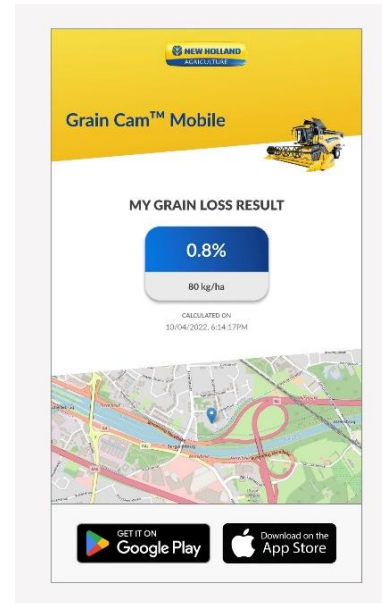 NEW HOLLAND
AGRICULTURE
Grain Cam™ Mobile
MY GRAIN LOSS RESULT
0.8%
80 kg/ha
CALCULATED ON
10/04/2022, 6:14:17PM
GET IT ON
Google Play
Download on the
App Store